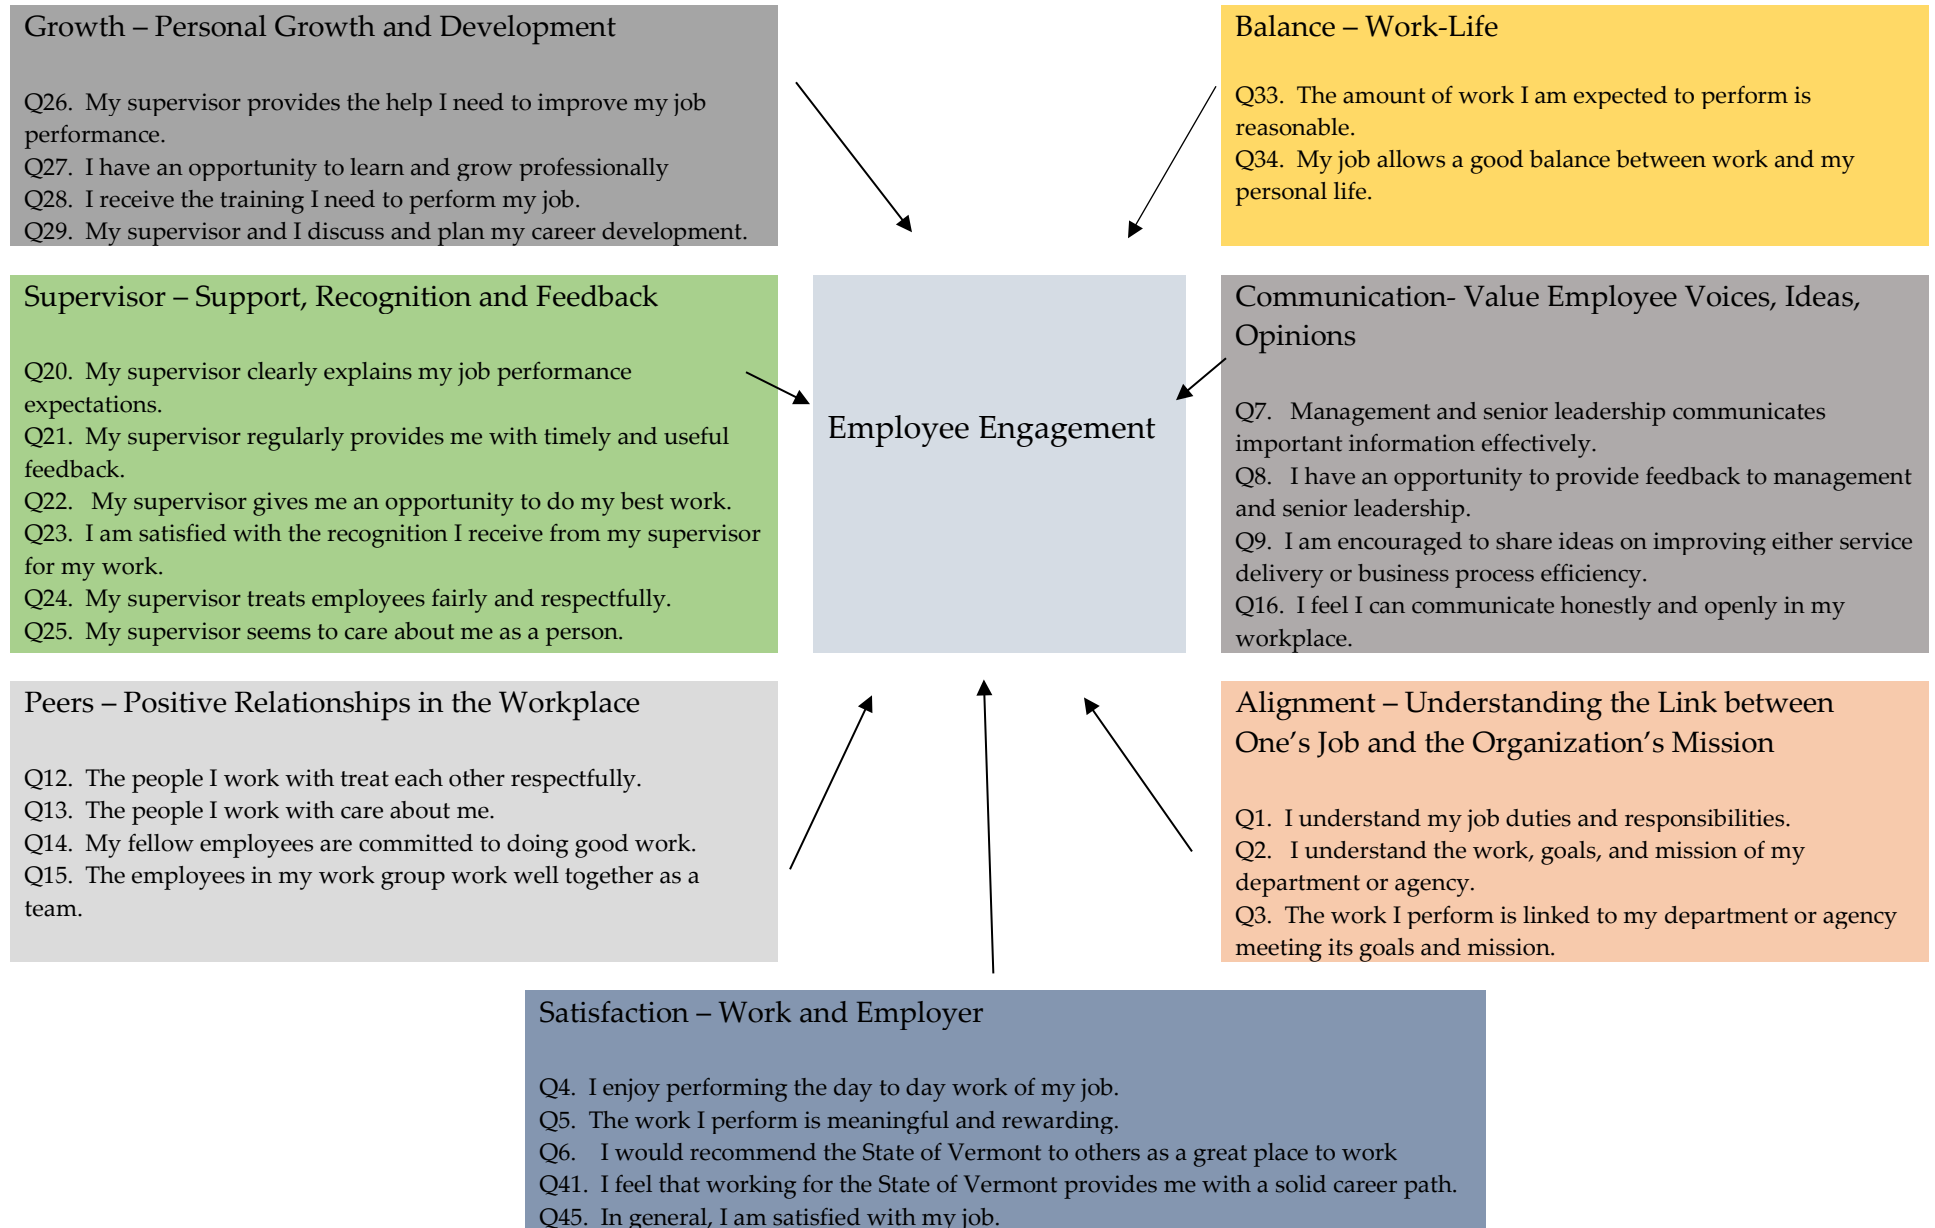 Growth – Personal Growth and Development
Q26. My supervisor provides the help I need to improve my job
performance.
Q27. I have an opportunity to learn and grow professionally
Q28. I receive the training I need to perform my job.
Q29. My supervisor and I discuss and plan my career development.
Balance – Work-Life
Q33. The amount of work I am expected to perform is
reasonable.
Q34. My job allows a good balance between work and my
personal life.
Supervisor – Support, Recognition and Feedback
Q20. My supervisor clearly explains my job performance
expectations.
Q21. My supervisor regularly provides me with timely and useful
feedback.
Q22. My supervisor gives me an opportunity to do my best work.
Q23. I am satisfied with the recognition I receive from my supervisor
for my work.
Q24. My supervisor treats employees fairly and respectfully.
Q25. My supervisor seems to care about me as a person.
Employee Engagement
Communication- Value Employee Voices, Ideas,
Opinions
Q7. Management and senior leadership communicates
important information effectively.
Q8. I have an opportunity to provide feedback to management
and senior leadership.
Q9. I am encouraged to share ideas on improving either service
delivery or business process efficiency.
Q16. I feel I can communicate honestly and openly in my
workplace.
Peers – Positive Relationships in the Workplace
Q12. The people I work with treat each other respectfully.
Q13. The people I work with care about me.
Q14. My fellow employees are committed to doing good work.
Q15. The employees in my work group work well together as a
team.
Alignment – Understanding the Link between
One’s Job and the Organization’s Mission
Q1. I understand my job duties and responsibilities.
Q2. I understand the work, goals, and mission of my
department or agency.
Q3. The work I perform is linked to my department or agency
meeting its goals and mission.
Satisfaction – Work and Employer
Q4. I enjoy performing the day to day work of my job.
Q5. The work I perform is meaningful and rewarding.
Q6. I would recommend the State of Vermont to others as a great place to work
Q41. I feel that working for the State of Vermont provides me with a solid career path.
Q45. In general, I am satisfied with my job.